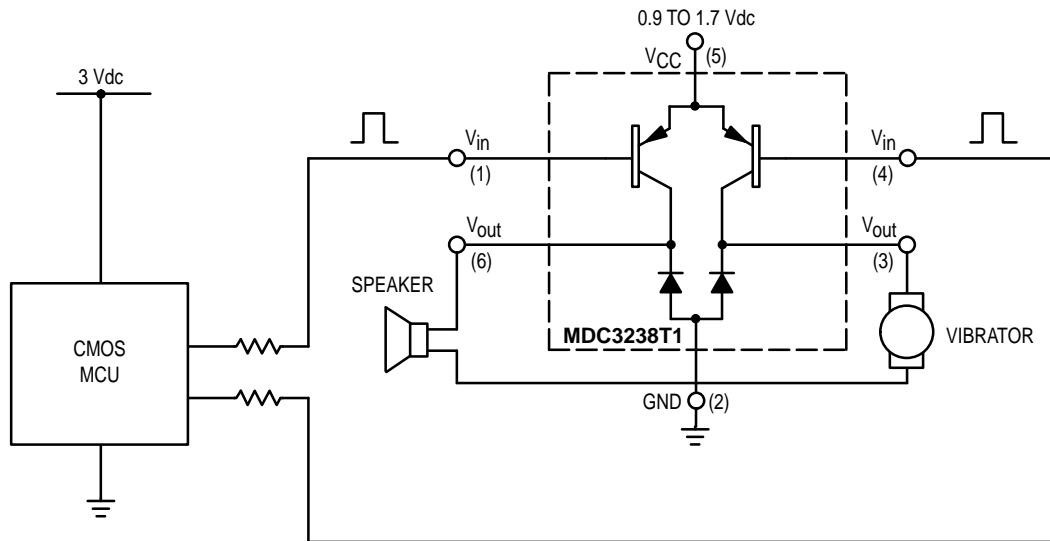 0.9 TO 1.7 Vdc
VCC
(5)
3 Vdc
Vin
(1)
Vin
(4)
Vout
(6)
Vout
(3)
SPEAKER
MDC3238T1
VIBRATOR
CMOS
MCU
GND
(2)